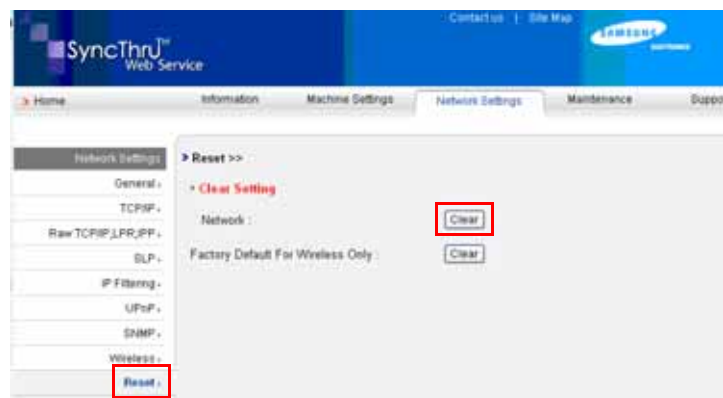 Contact us | Site Map
SAMSUNG
ELECTRONICS
SyncThru™
Web Service
> Home
Information
Machine Settings
Network Settings
Maintenance
Suppo
Network Settings
General
TCP/IP
Raw TCP/IP,LPR,IPP
SLP
IP Filtering
UPnP
SNMP
Wireless
Reset
> Reset >>
Clear Setting
Network : Clear
Factory Default For Wireless Only : Clear